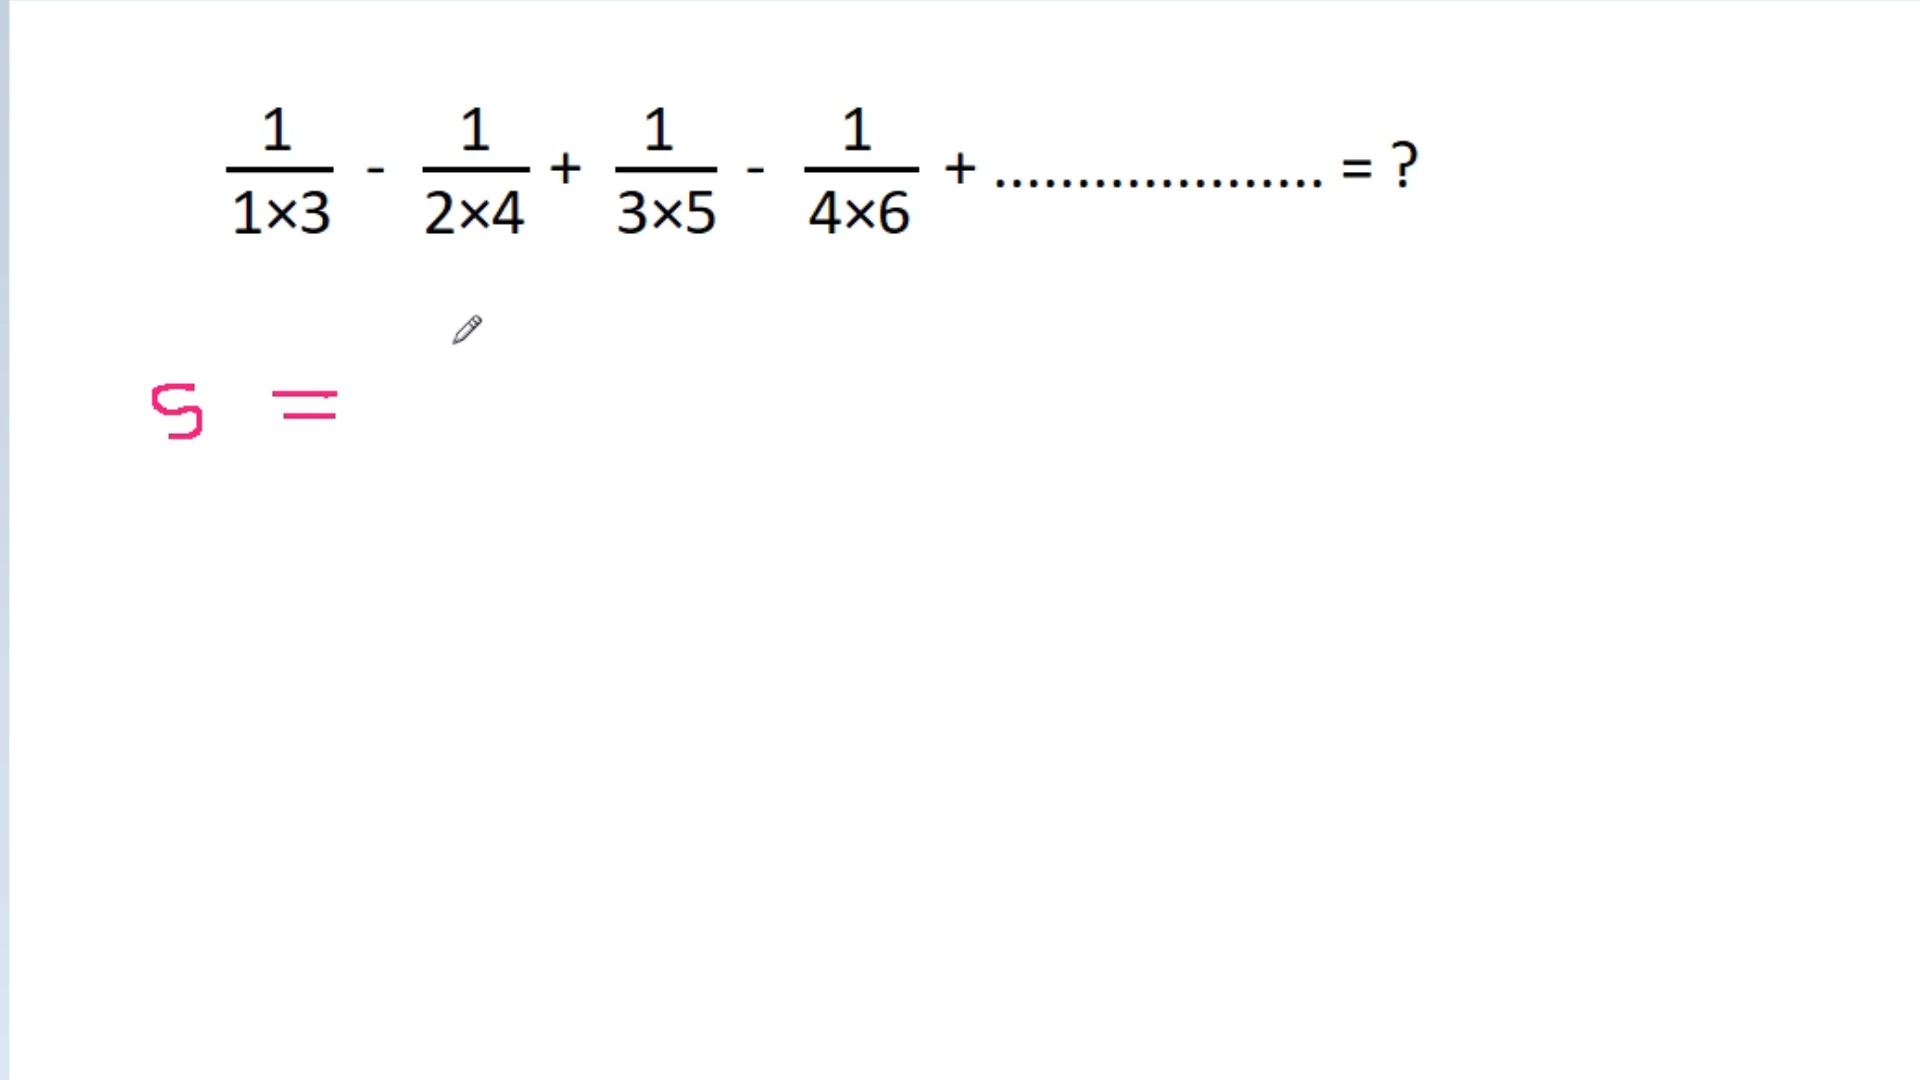 1/1×3 - 1/2×4 + 1/3×5 - 1/4×6 + .................... = ?
S =